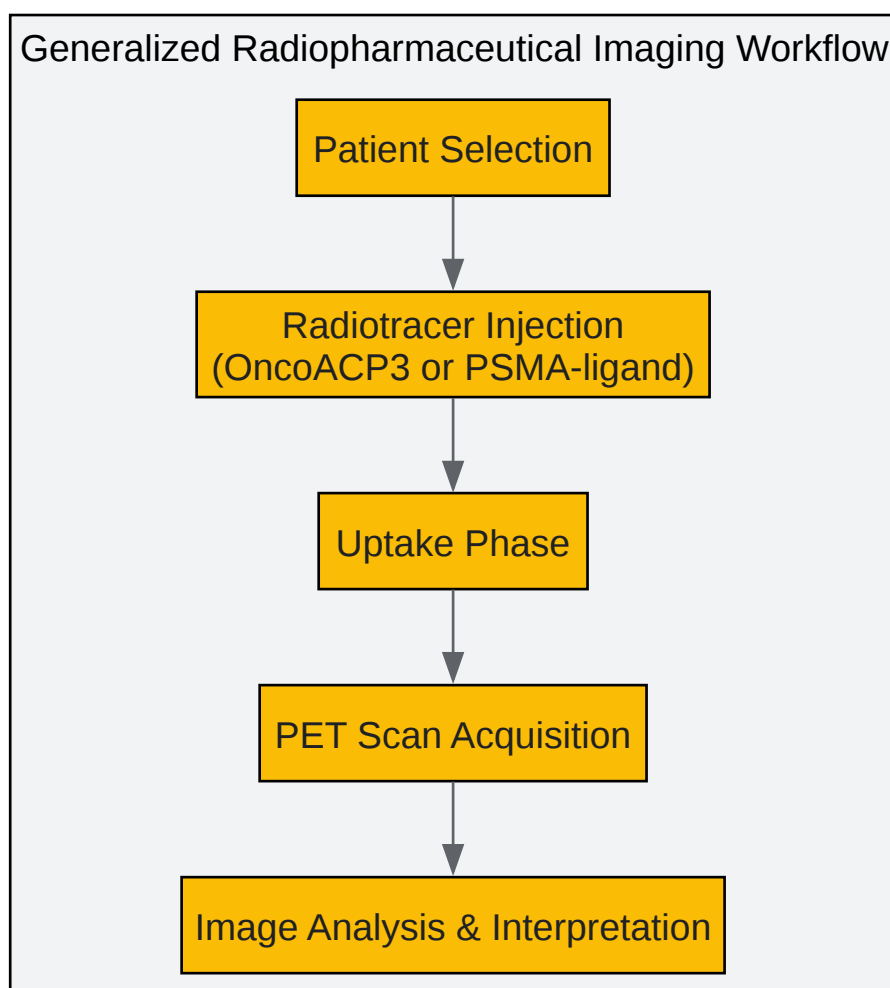 Generalized Radiopharmaceutical Imaging Workflow
Patient Selection
Radiotracer Injection
(OncoACP3 or PSMA-ligand)
Uptake Phase
PET Scan Acquisition
Image Analysis & Interpretation